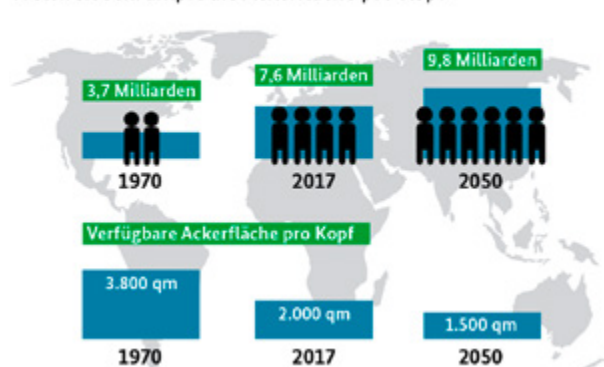 3,7 Milliarden
7,6 Milliarden
9,8 Milliarden
1970
2017
2050
Verfügbare Ackerfläche pro Kopf
3.800 qm
2.000 qm
1.500 qm
1970
2017
2050